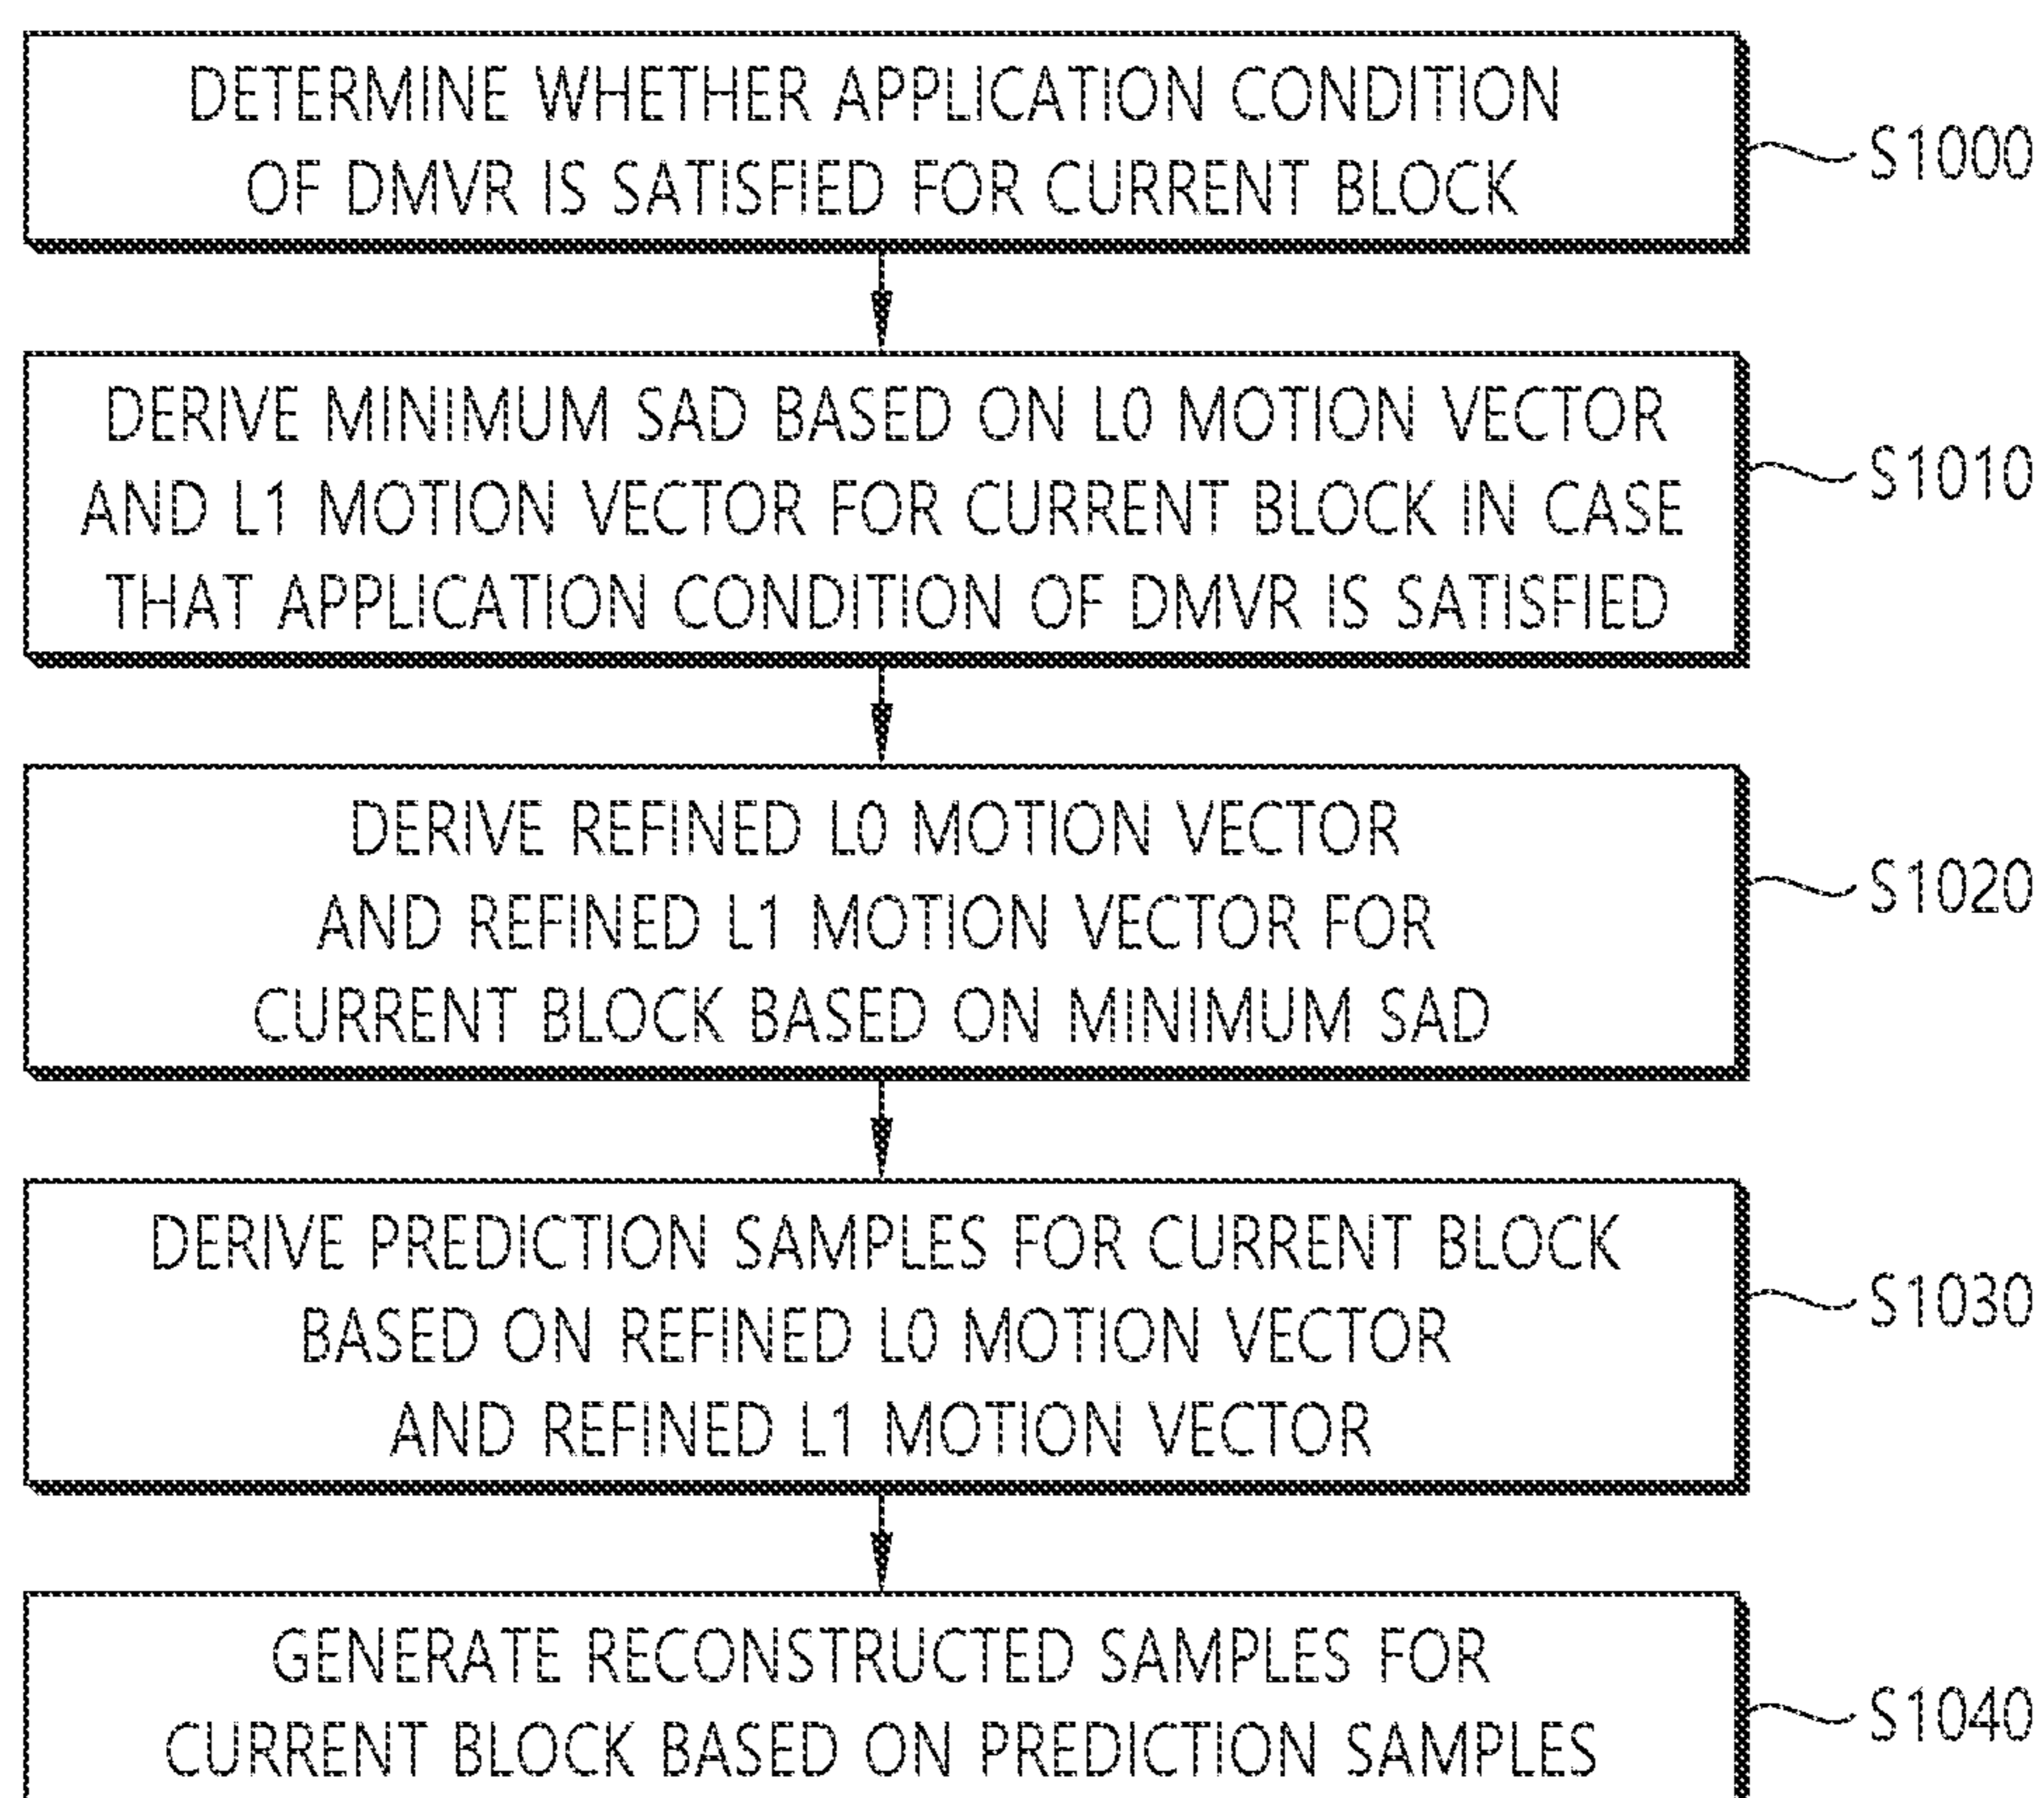 DETERMINE WHETHER APPLICATION CONDITION
OF DMVR IS SATISFIED FOR CURRENT BLOCK
S1000
DERIVE MINIMUM SAD BASED ON L0 MOTION VECTOR
AND L1 MOTION VECTOR FOR CURRENT BLOCK IN CASE
THAT APPLICATION CONDITION OF DMVR IS SATISFIED
S1010
DERIVE REFINED L0 MOTION VECTOR
AND REFINED L1 MOTION VECTOR FOR
CURRENT BLOCK BASED ON MINIMUM SAD
S1020
DERIVE PREDICTION SAMPLES FOR CURRENT BLOCK
BASED ON REFINED L0 MOTION VECTOR
AND REFINED L1 MOTION VECTOR
S1030
GENERATE RECONSTRUCTED SAMPLES FOR
CURRENT BLOCK BASED ON PREDICTION SAMPLES
S1040